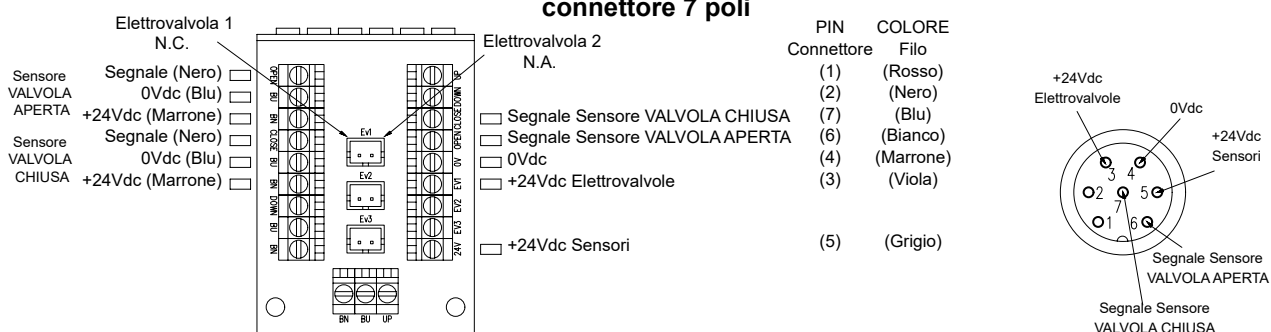 connettore 7 poli
Elettrovalvola 1
N.C.
Elettrovalvola 2
N.A.
PIN
Connettore
COLORE
Filo
Sensore
VALVOLA
APERTA
Segnale (Nero)
0Vdc (Blu)
+24Vdc (Marrone)
Sensore
VALVOLA
CHIUSA
Segnale (Nero)
0Vdc (Blu)
+24Vdc (Marrone)
OPEN
BU
BN
CLOSE
BU
BN
DOWN
BU
BN
Ev1
Ev2
Ev3
BN BU UP
UP
DOWN
CLOSE
OPEN
0V
EV1
EV2
EV3
24V
Segnale Sensore VALVOLA CHIUSA
Segnale Sensore VALVOLA APERTA
0Vdc
+24Vdc Elettrovalvole
+24Vdc Sensori
(1) (Rosso)
(2) (Nero)
(7) (Blu)
(6) (Bianco)
(4) (Marrone)
(3) (Viola)
(5) (Grigio)
+24Vdc
Elettrovalvole
0Vdc
+24Vdc
Sensori
3 4
2 5
7
1 6
Segnale Sensore
VALVOLA APERTA
Segnale Sensore
VALVOLA CHIUSA